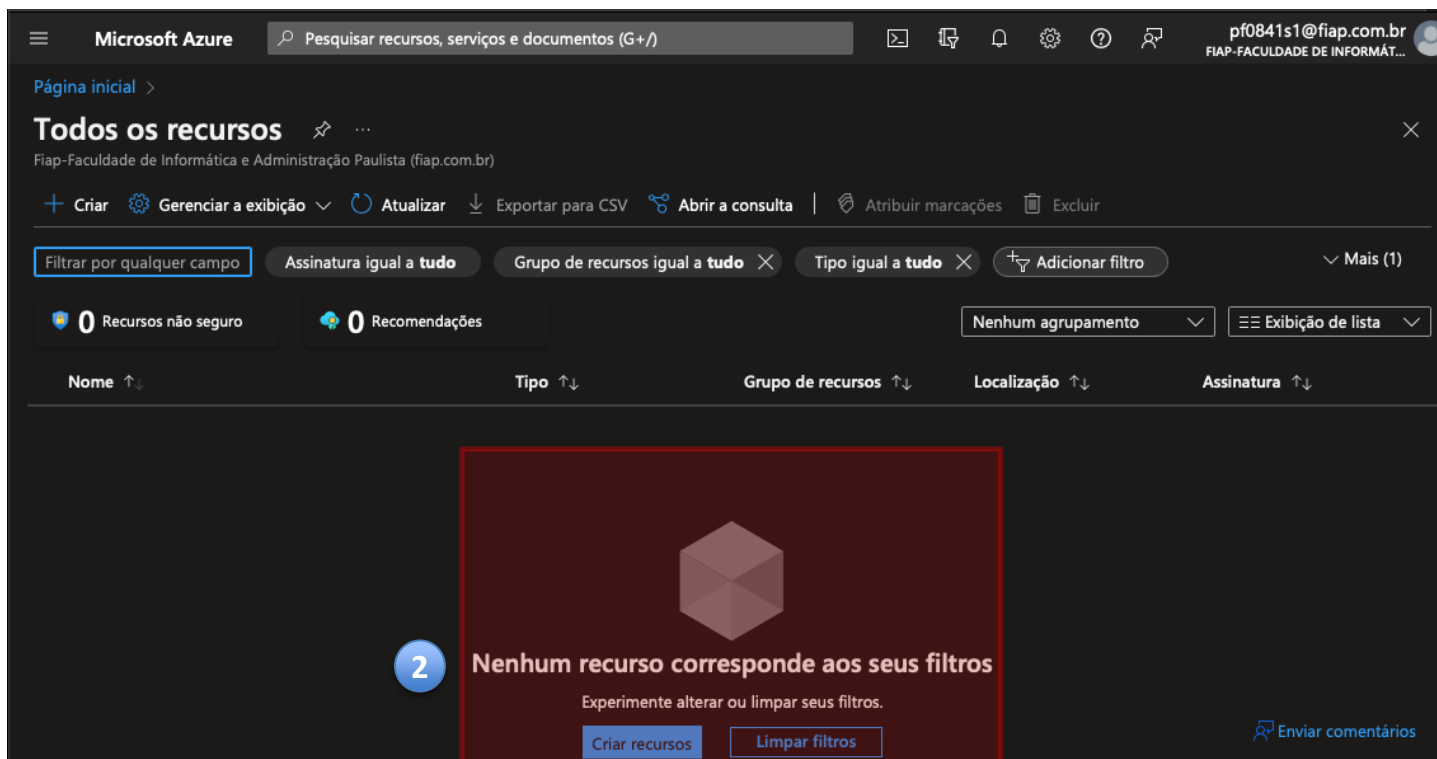 Microsoft Azure
Pesquisar recursos, serviços e documentos (G+/)
pf0841s1@fiap.com.br
FIAP-FACULDADE DE INFORMÁT...
Página inicial >
Todos os recursos ...
Fiap-Faculdade de Informática e Administração Paulista (fiap.com.br)
+ Criar Gerenciar a exibição Atualizar Exportar para CSV Abrir a consulta Atribuir marcações Excluir
Filtrar por qualquer campo Assinatura igual a tudo Grupo de recursos igual a tudo Tipo igual a tudo Adicionar filtro Mais (1)
0 Recursos não seguro 0 Recomendações Nenhum agrupamento Exibição de lista
Nome ↑↓ Tipo ↑↓ Grupo de recursos ↑↓ Localização ↑↓ Assinatura ↑↓
2
Nenhum recurso corresponde aos seus filtros
Experimente alterar ou limpar seus filtros.
Criar recursos Limpar filtros
Enviar comentários